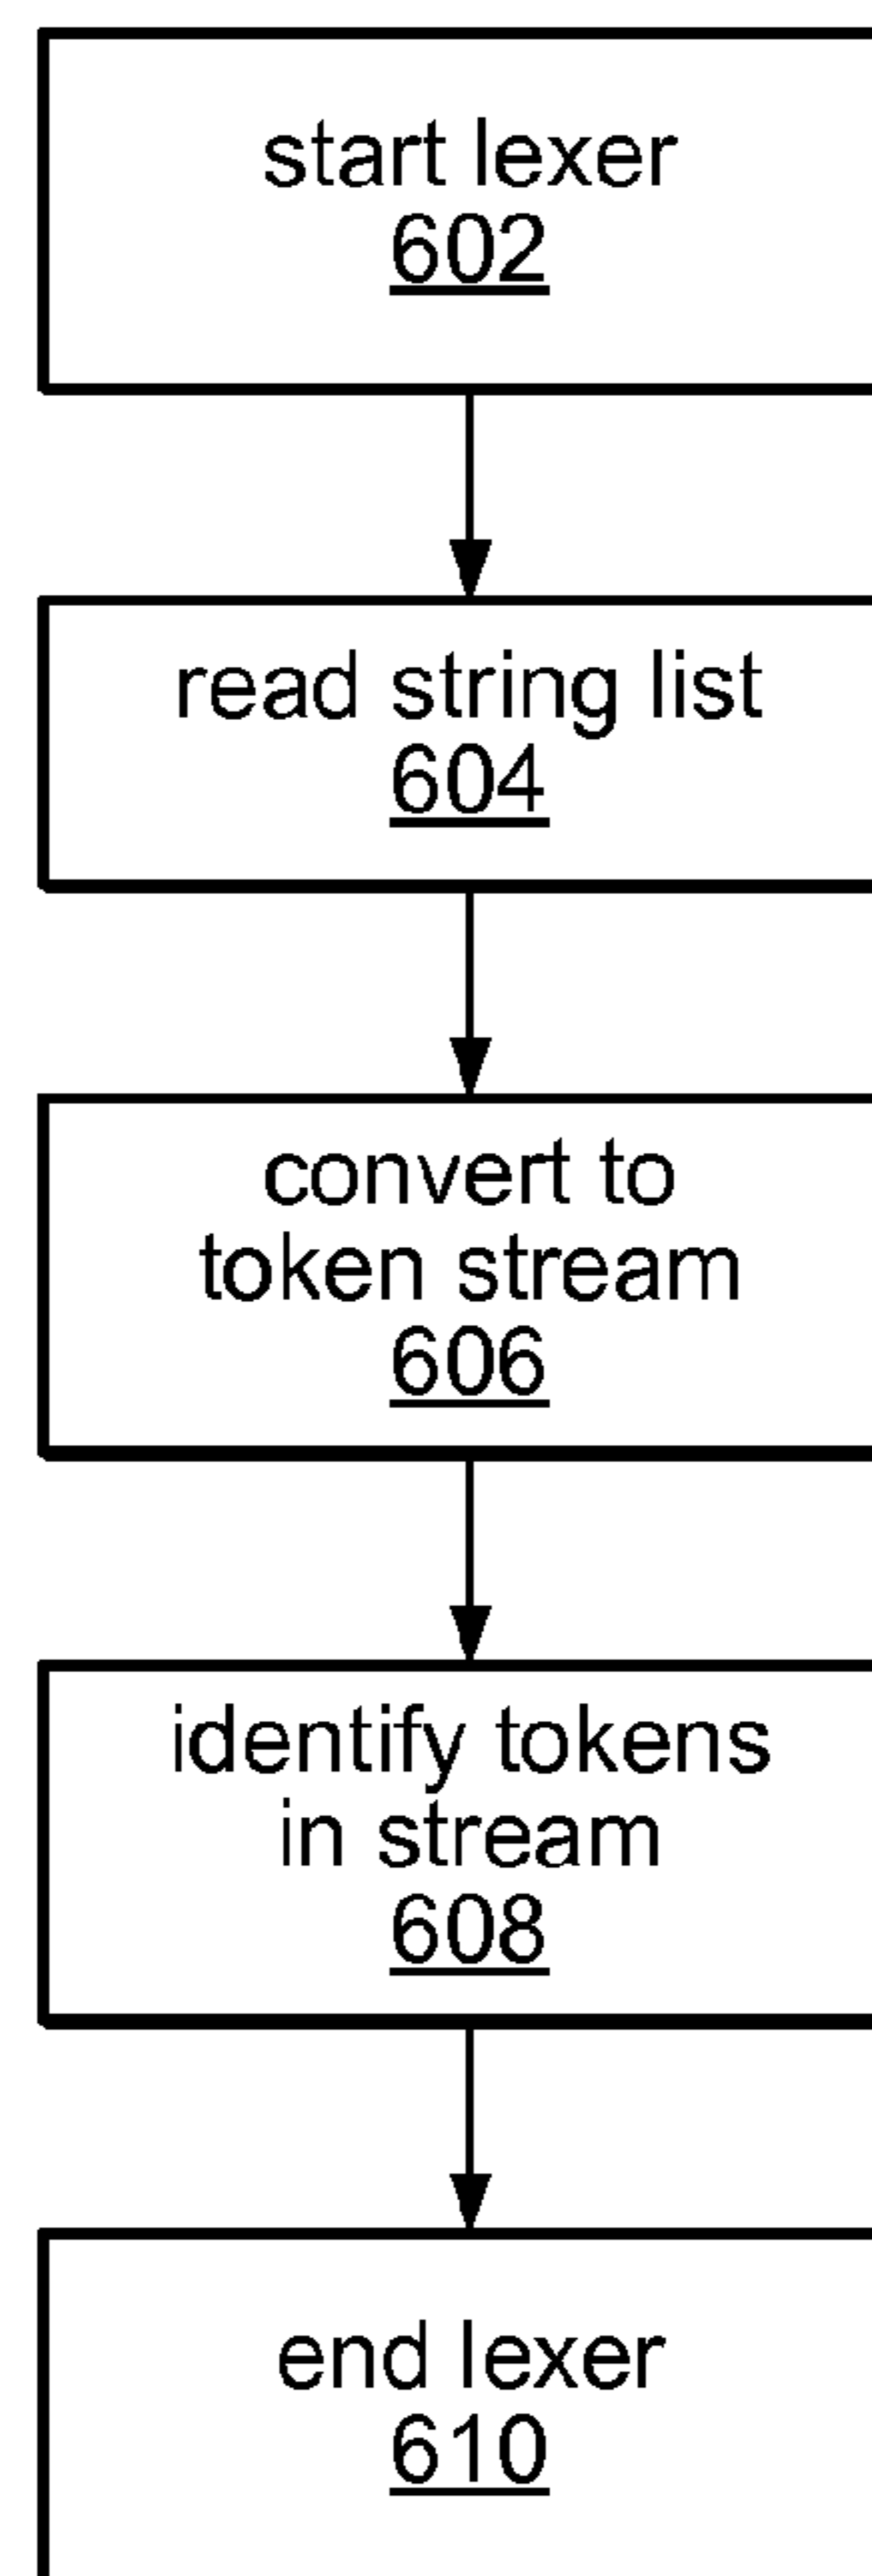 start lexer
602
read string list
604
convert to
token stream
606
identify tokens
in stream
608
end lexer
610